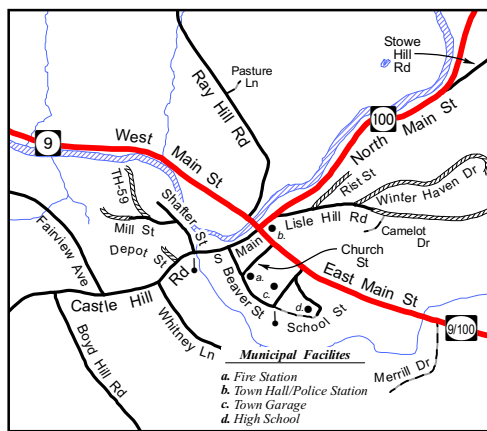 Stowe
Hill
Rd
Pasture
Ln
Ray Hill Rd
100
9
West
Main St
North Main St
TH-59
Rist St
Winter Haven Dr
Shafter St
Lisle Hill Rd
Mill St
Camelot
Dr
Fairview Ave
Depot St
S Main
b.
Church
St
a.
Beaver St
c.
East Main St
Castle Hill Rd
d.
School St
Whitney Ln
9/100
Boyd Hill Rd
Merrill Dr
Municipal Facilites
a. Fire Station
b. Town Hall/Police Station
c. Town Garage
d. High School